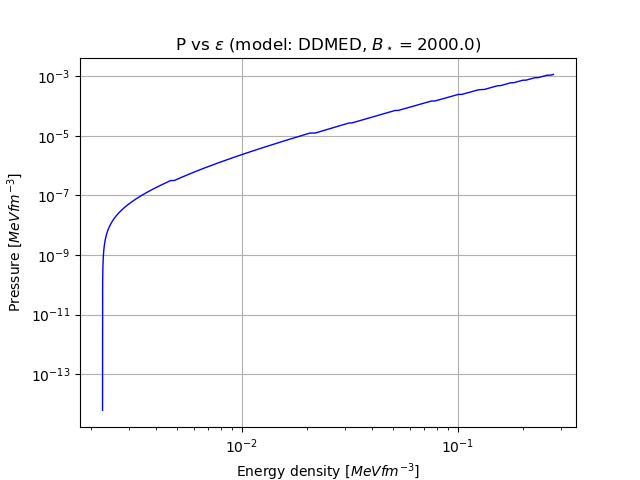 P vs ε (model: DDMED, B⋆ = 2000.0)
10⁻³
10⁻⁵
10⁻⁷
10⁻⁹
10⁻¹¹
10⁻¹³
Pressure [MeVfm⁻³]
10⁻² 10⁻¹
Energy density [MeVfm⁻³]